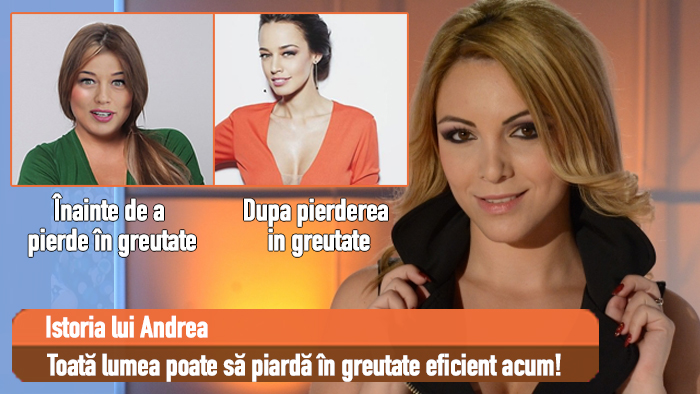 Înainte de a
pierde în greutate
Dupa pierderea
in greutate
Istoria lui Andrea
Toată lumea poate să piardă în greutate eficient acum!